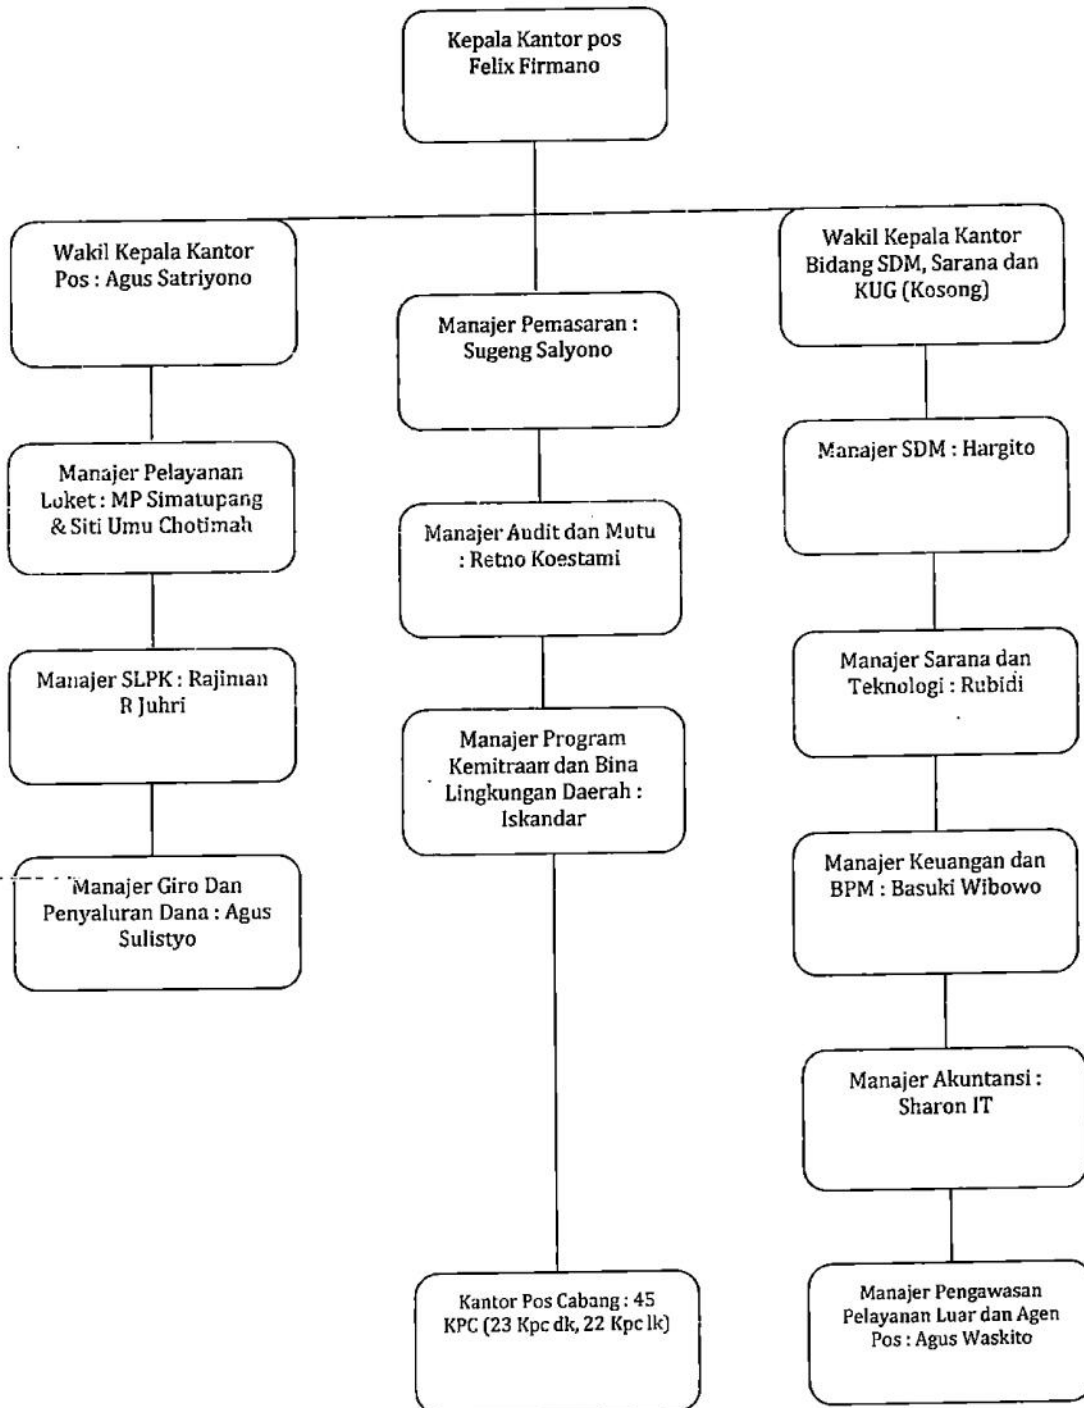 Kepala Kantor pos
Felix Firmano
Wakil Kepala Kantor
Pos : Agus Satriyono
Manajer Pelayanan
Loket : MP Simatupang
& Siti Umu Chotimah
Manajer SLPK : Rajiman
R Juhri
Manajer Giro Dan
Penyaluran Dana : Agus
Sulistyo
Manajer Pemasaran :
Sugeng Salyono
Manajer Audit dan Mutu
: Retno Koestami
Manajer Program
Kemitraan dan Bina
Lingkungan Daerah :
Iskandar
Kantor Pos Cabang : 45
KPC (23 Kpc dk, 22 Kpc lk)
Wakil Kepala Kantor
Bidang SDM, Sarana dan
KUG (Kosong)
Manajer SDM : Hargito
Manajer Sarana dan
Teknologi : Rubidi
Manajer Keuangan dan
BPM : Basuki Wibowo
Manajer Akuntansi :
Sharon IT
Manajer Pengawasan
Pelayanan Luar dan Agen
Pos : Agus Waskito